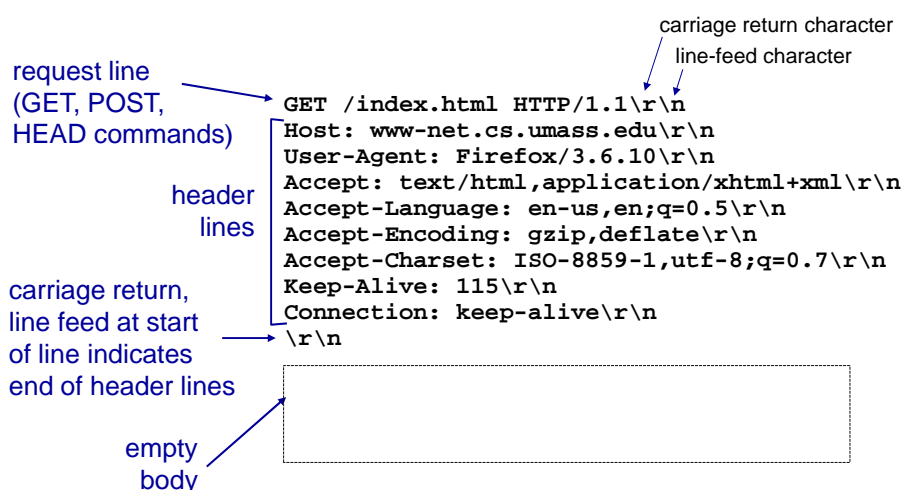 carriage return character
line-feed character
request line
(GET, POST,
HEAD commands)
GET /index.html HTTP/1.1\r\n
Host: www-net.cs.umass.edu\r\n
User-Agent: Firefox/3.6.10\r\n
Accept: text/html,application/xhtml+xml\r\n
Accept-Language: en-us,en;q=0.5\r\n
Accept-Encoding: gzip,deflate\r\n
Accept-Charset: ISO-8859-1,utf-8;q=0.7\r\n
Keep-Alive: 115\r\n
Connection: keep-alive\r\n
\r\n
header
lines
carriage return,
line feed at start
of line indicates
end of header lines
empty
body